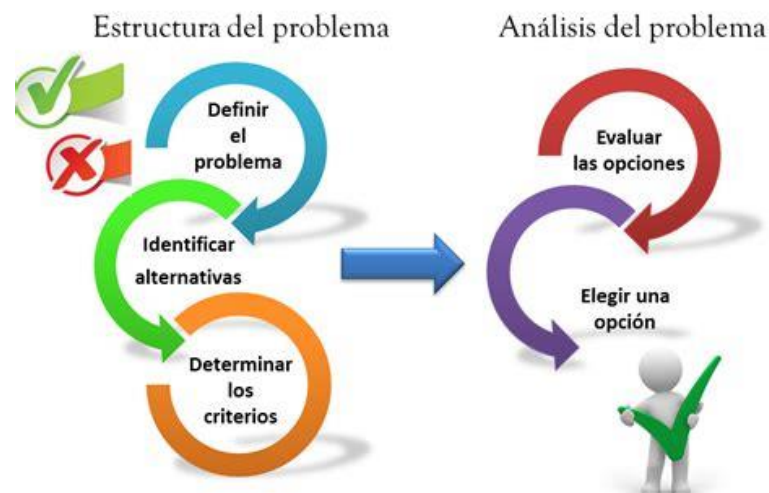 Estructura del problema
Definir
el
problema
Identificar
alternativas
Determinar
los
criterios
Análisis del problema
Evaluar
las opciones
Elegir una
opción